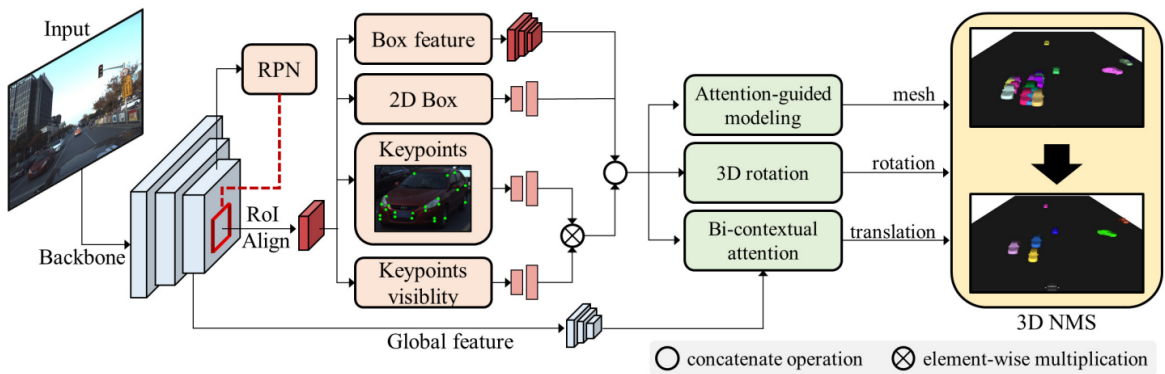 Input
RPN
Backbone
RoI
Align
Box feature
2D Box
Keypoints
Keypoints
visiblity
Global feature
Attention-guided
modeling
3D rotation
Bi-contextual
attention
mesh
rotation
translation
3D NMS
concatenate operation
element-wise multiplication